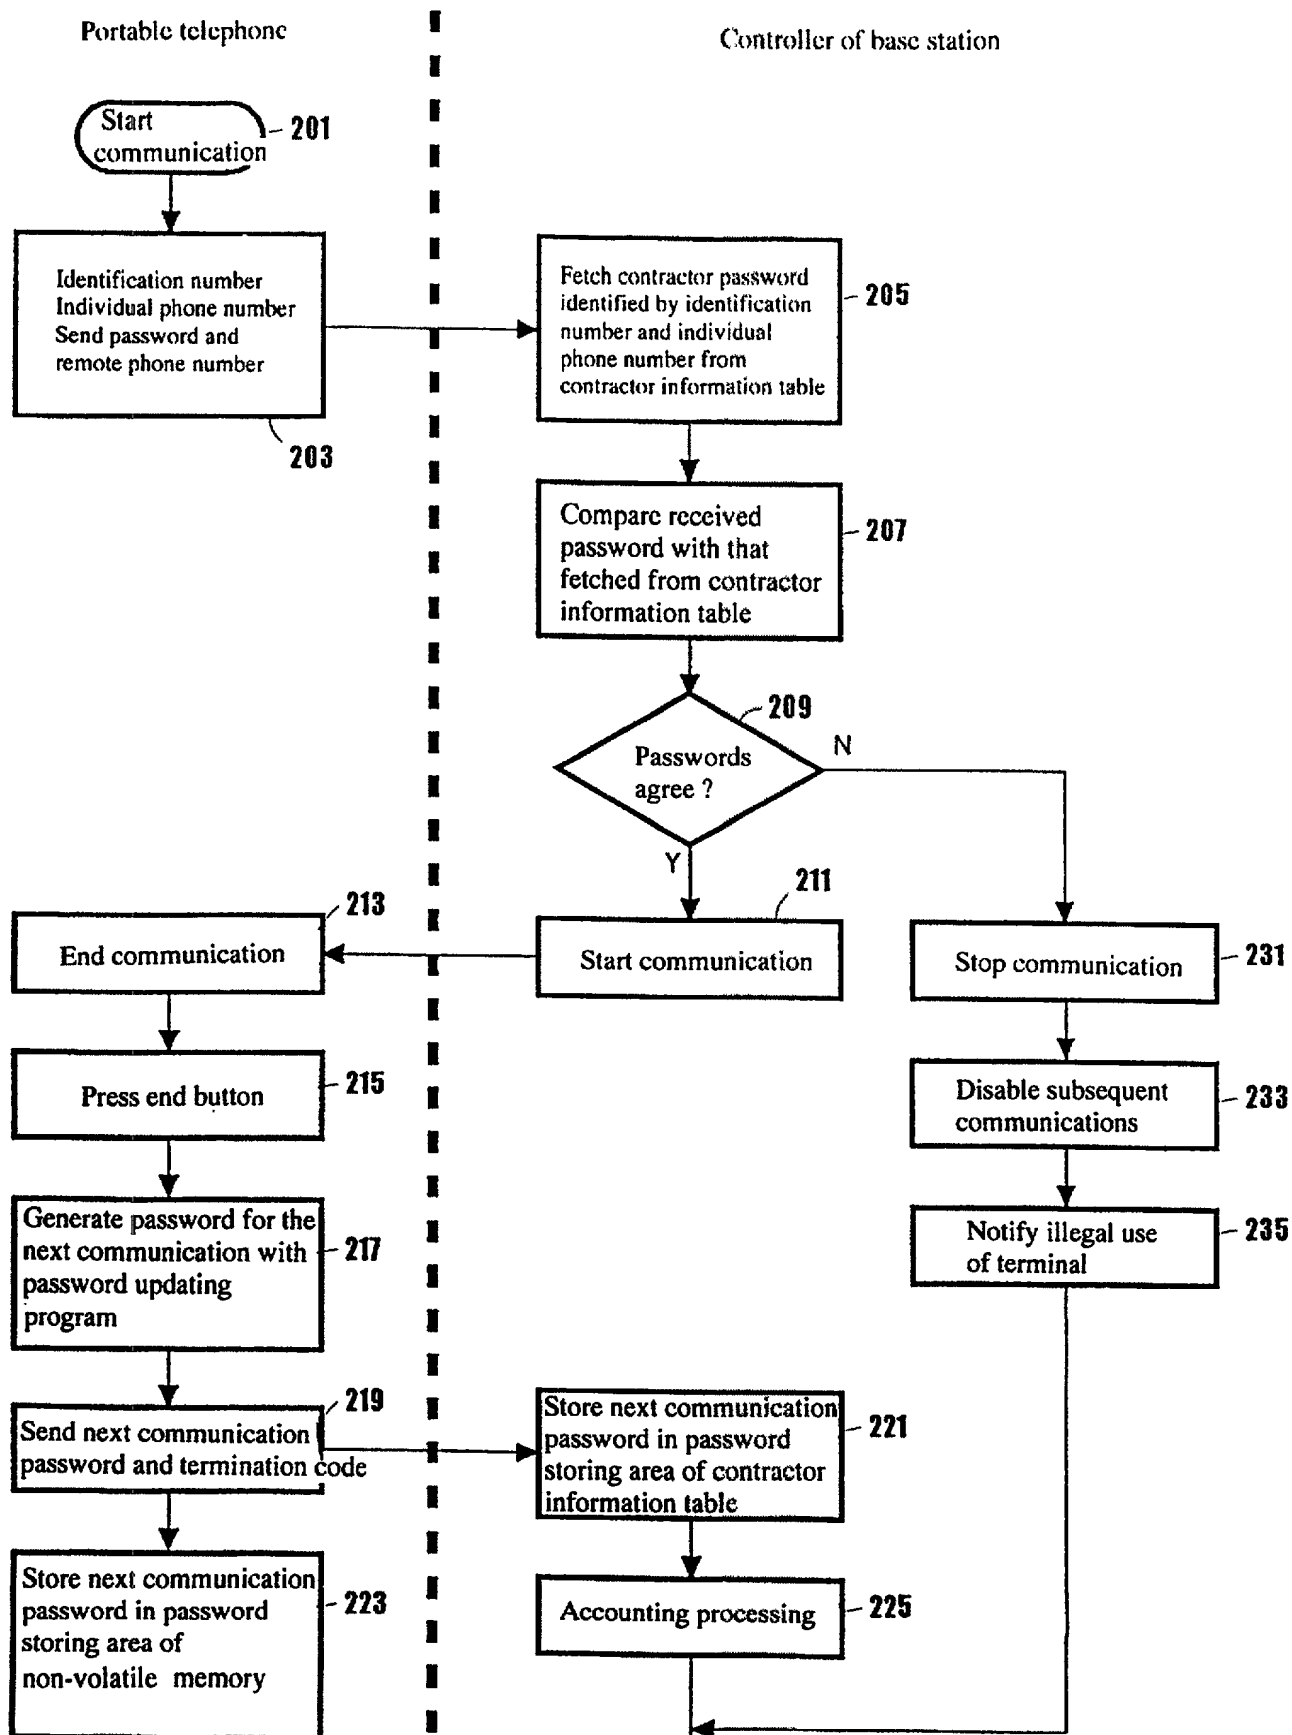 Portable telephone
Controller of base station
Start
communication
201
Identification number
Individual phone number
Send password and
remote phone number
203
Fetch contractor password
identified by identification
number and individual
phone number from
contractor information table
205
Compare received
password with that
fetched from contractor
information table
207
209
Passwords
agree ?
N
Y
211
Start communication
213
End communication
Stop communication
231
Press end button
215
Disable subsequent
communications
233
Generate password for the
next communication with
password updating
program
217
Notify illegal use
of terminal
235
219
Send next communication
password and termination code
Store next communication
password in password
storing area of contractor
information table
221
Store next communication
password in password
storing area of
non-volatile memory
223
Accounting processing
225